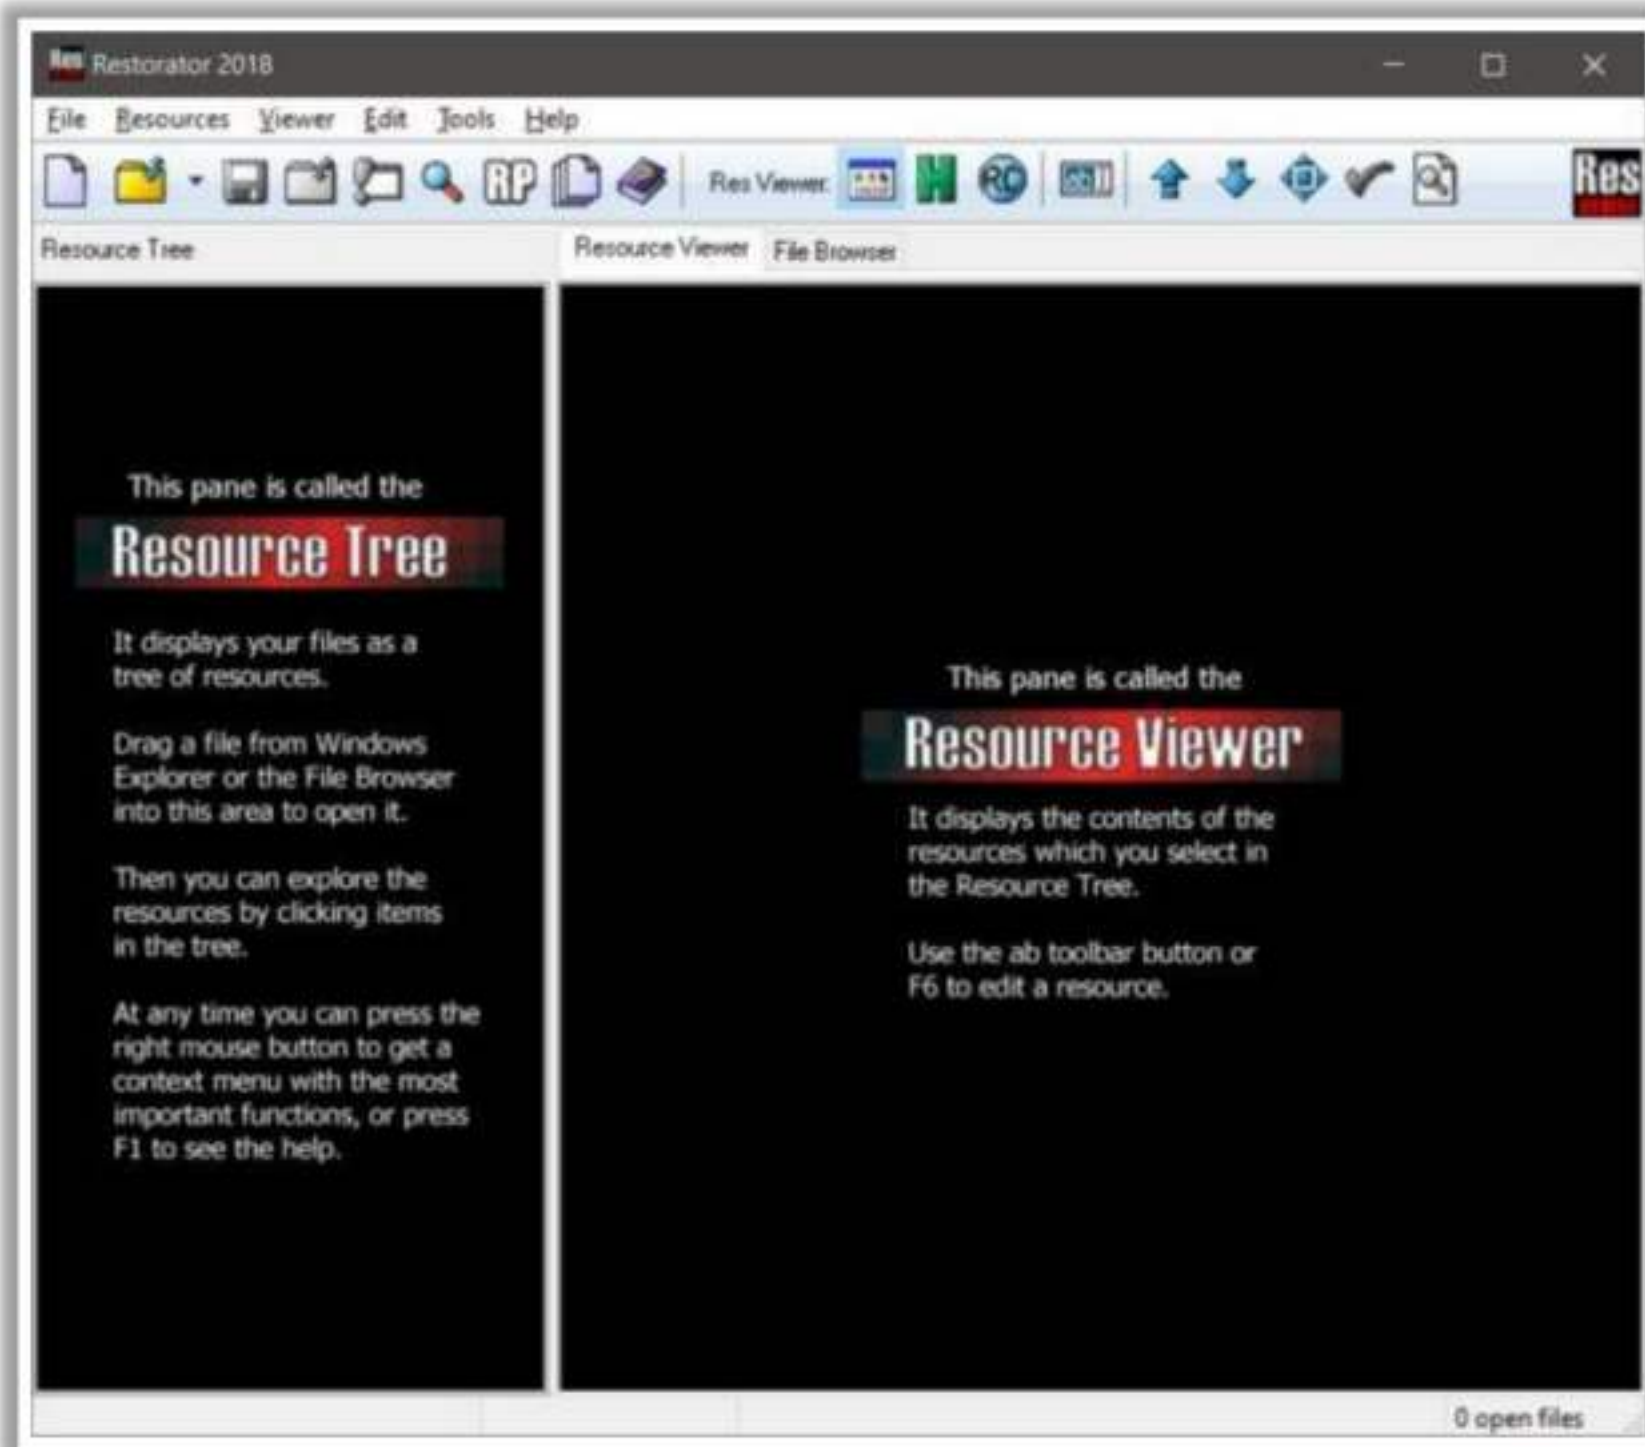 Res Restorator 2018
File Resources Viewer Edit Tools Help
RP Res Viewer: H RC ab Res
Resource Tree
Resource Viewer File Browser
This pane is called the
Resource Tree
It displays your files as a
tree of resources.
Drag a file from Windows
Explorer or the File Browser
into this area to open it.
Then you can explore the
resources by clicking items
in the tree.
At any time you can press the
right mouse button to get a
context menu with the most
important functions, or press
F1 to see the help.
This pane is called the
Resource Viewer
It displays the contents of the
resources which you select in
the Resource Tree.
Use the ab toolbar button or
F6 to edit a resource.
0 open files